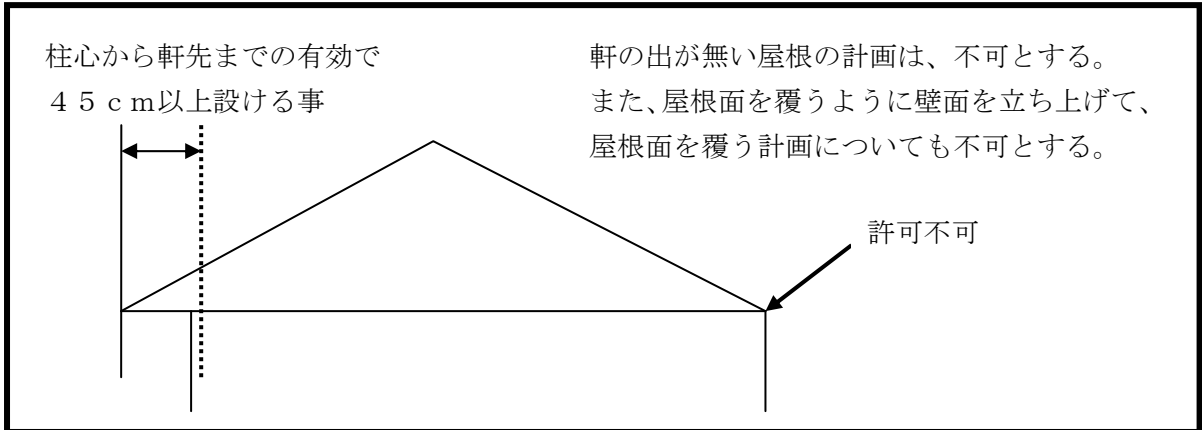 柱心から軒先までの有効で
４５ｃｍ以上設ける事
軒の出が無い屋根の計画は、不可とする。
また、屋根面を覆うように壁面を立ち上げて、
屋根面を覆う計画についても不可とする。
許可不可